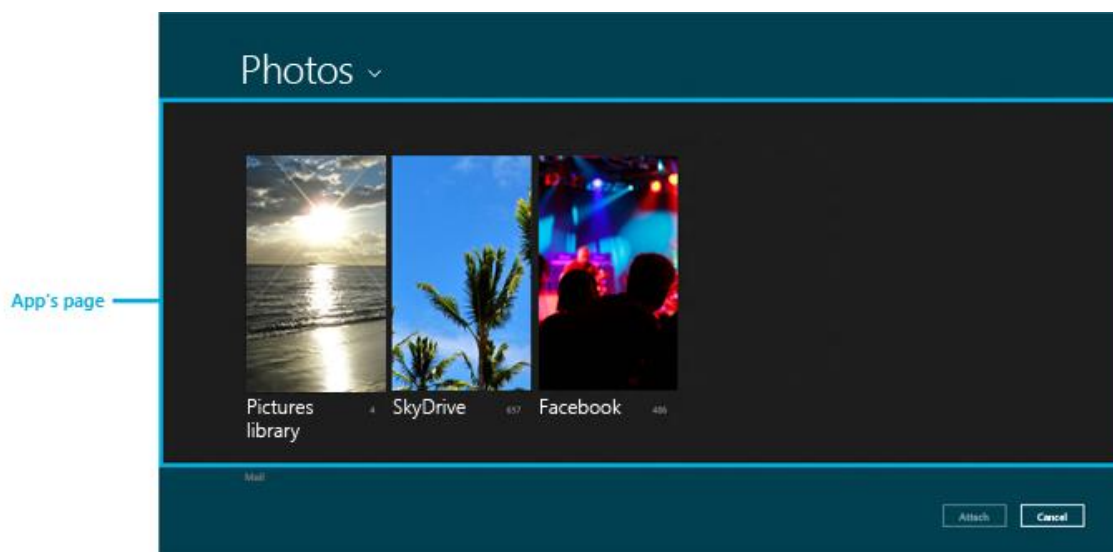 Photos
App's page
Pictures 4 SkyDrive 657 Facebook 486
library
Mail
Attach Cancel